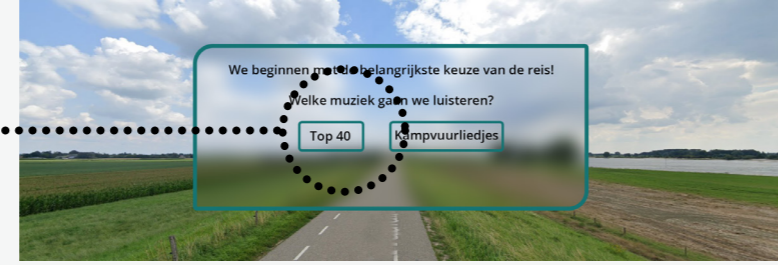 We beginnen met de belangrijkste keuze van de reis!
Welke muziek gaan we luisteren?
Top 40
Kampvuurliedjes